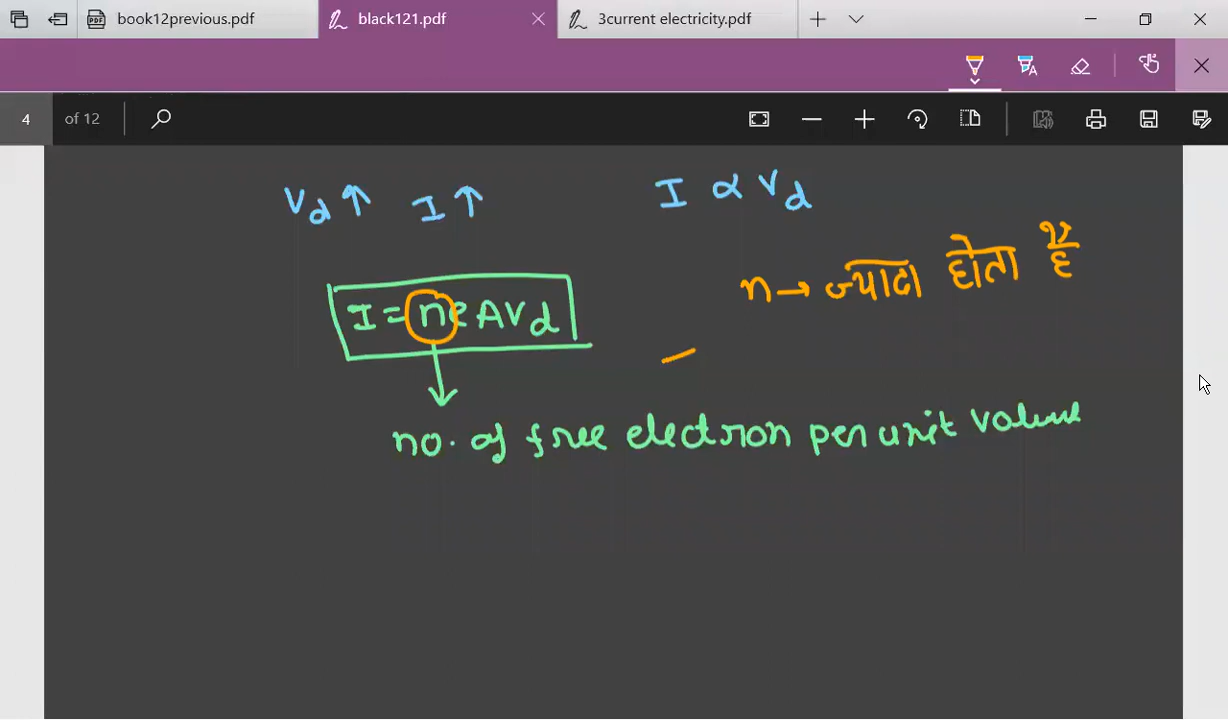 book12previous.pdf black121.pdf 3current electricity.pdf
4 of 12
Vd ↑ I ↑ I ∝ Vd
n → ज्यादा होता है
I = neAVd
no. of free electron per unit volume